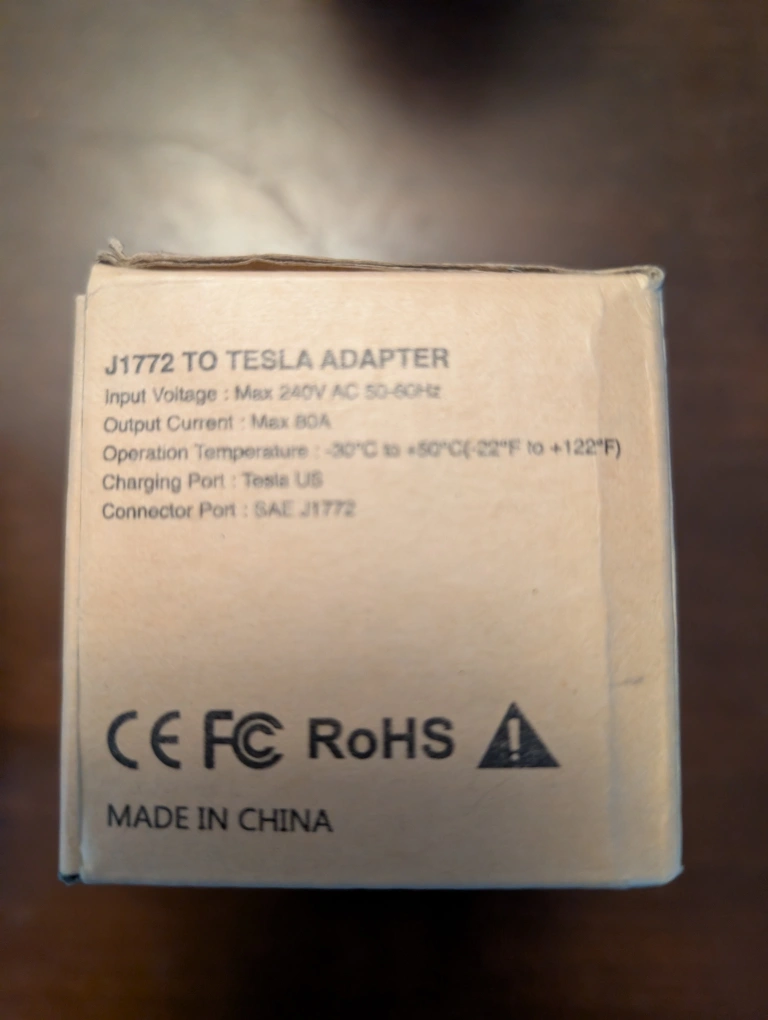 J1772 TO TESLA ADAPTER
Input Voltage : Max 240V AC 50-60Hz
Output Current : Max 80A
Operation Temperature : -30°C to +50°C(-22°F to +122°F)
Charging Port : Tesla US
Connector Port : SAE J1772
CE FC RoHS
MADE IN CHINA